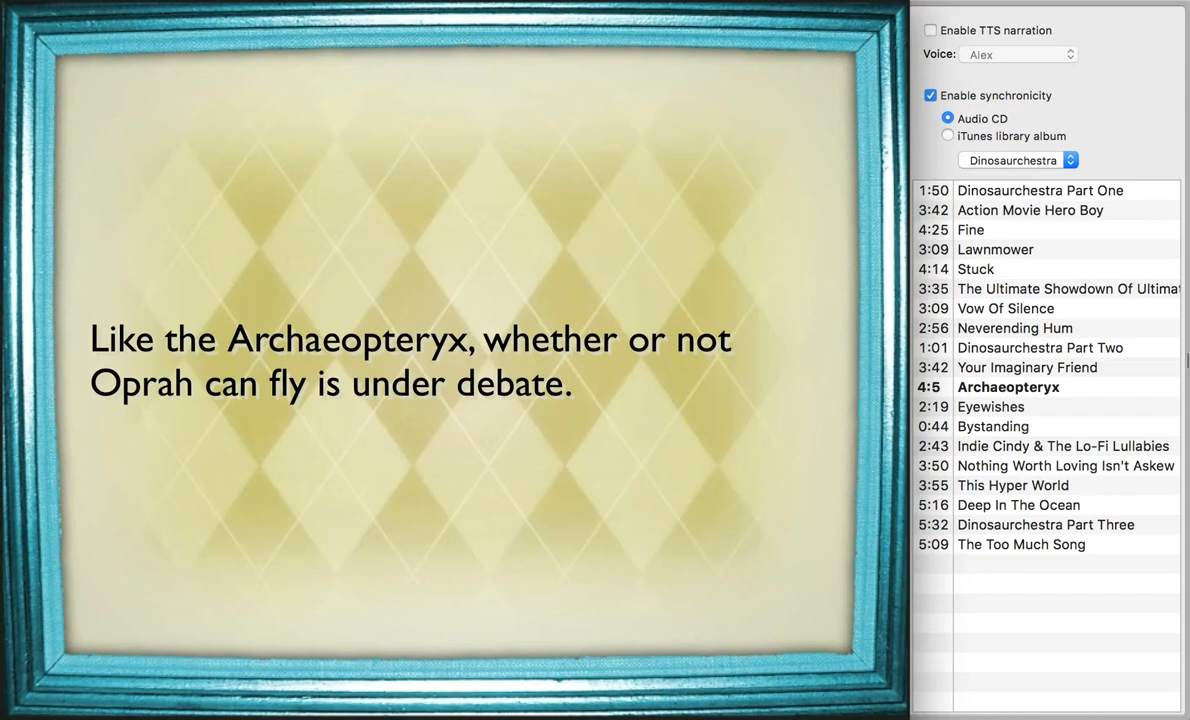 Like the Archaeopteryx, whether or not
Oprah can fly is under debate.
Enable TTS narration
Voice: Alex
Enable synchronicity
Audio CD
iTunes library album
Dinosaurchestra
1:50 Dinosaurchestra Part One
3:42 Action Movie Hero Boy
4:25 Fine
3:09 Lawnmower
4:14 Stuck
3:35 The Ultimate Showdown Of Ultimat
3:09 Vow Of Silence
2:56 Neverending Hum
1:01 Dinosaurchestra Part Two
3:42 Your Imaginary Friend
4:5 Archaeopteryx
2:19 Eyewishes
0:44 Bystanding
2:43 Indie Cindy & The Lo-Fi Lullabies
3:50 Nothing Worth Loving Isn't Askew
3:55 This Hyper World
5:16 Deep In The Ocean
5:32 Dinosaurchestra Part Three
5:09 The Too Much Song